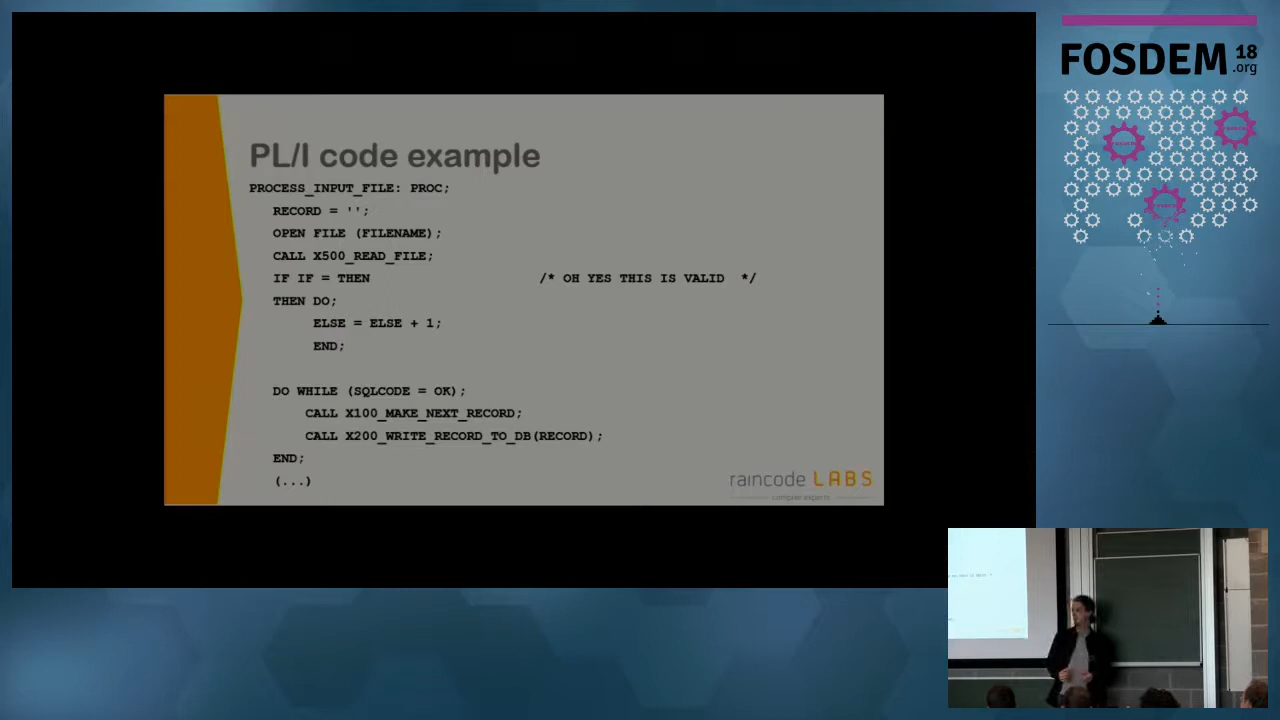 PL/I code example
PROCESS_INPUT_FILE: PROC;
RECORD = '';
OPEN FILE (FILENAME);
CALL X500_READ_FILE;
IF IF = THEN /* OH YES THIS IS VALID */
THEN DO;
ELSE = ELSE + 1;
END;
DO WHILE (SQLCODE = OK);
CALL X100_MAKE_NEXT_RECORD;
CALL X200_WRITE_RECORD_TO_DB(RECORD);
END;
(...)
raincode LABS
compiler experts
FOSDEM 18
.org